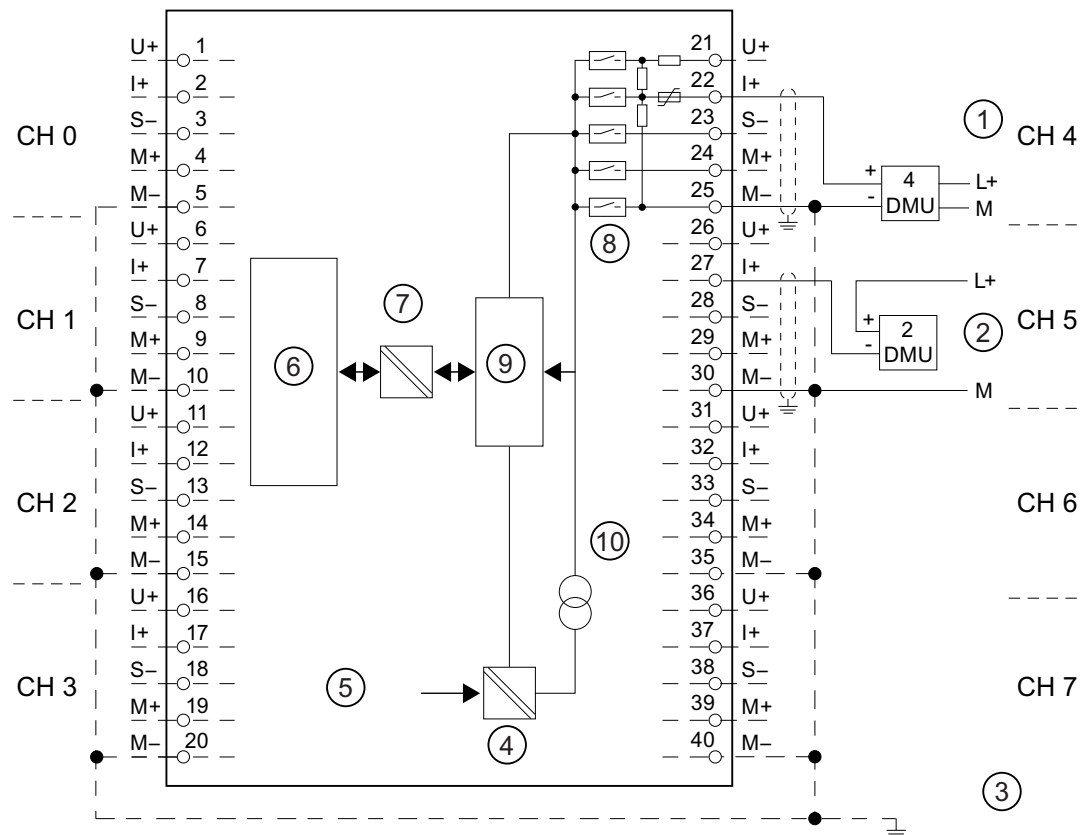 U+ 1
I+ 2
S– 3
M+ 4
M– 5
CH 0
U+ 6
I+ 7
S– 8
M+ 9
M– 10
CH 1
U+ 11
I+ 12
S– 13
M+ 14
M– 15
CH 2
U+ 16
I+ 17
S– 18
M+ 19
M– 20
CH 3
6
7
9
8
10
5
4
21 U+
22 I+
23 S–
24 M+
25 M–
1
CH 4
+
-
4
DMU
L+
M
26 U+
27 I+
28 S–
29 M+
30 M–
L+
+
-
2
DMU
2
CH 5
M
31 U+
32 I+
33 S–
34 M+
35 M–
CH 6
36 U+
37 I+
38 S–
39 M+
40 M–
CH 7
3